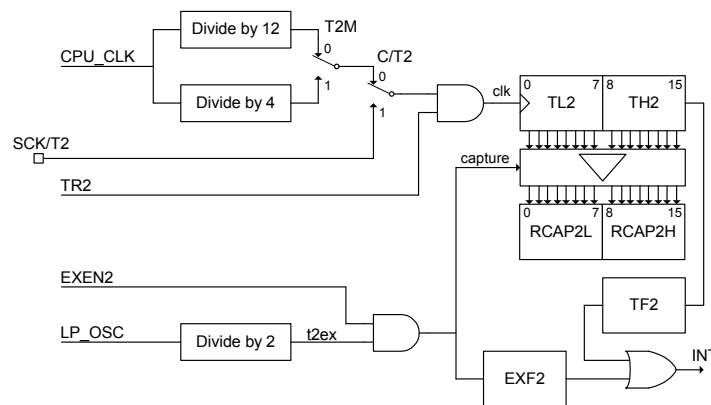 Divide by 12
T2M
0
CPU_CLK
C/T2
0
1
Divide by 4
1
clk
0
7
8
15
TL2
TH2
SCK/T2
capture
TR2
0
7
8
15
RCAP2L
RCAP2H
EXEN2
TF2
LP_OSC
Divide by 2
t2ex
INT
EXF2